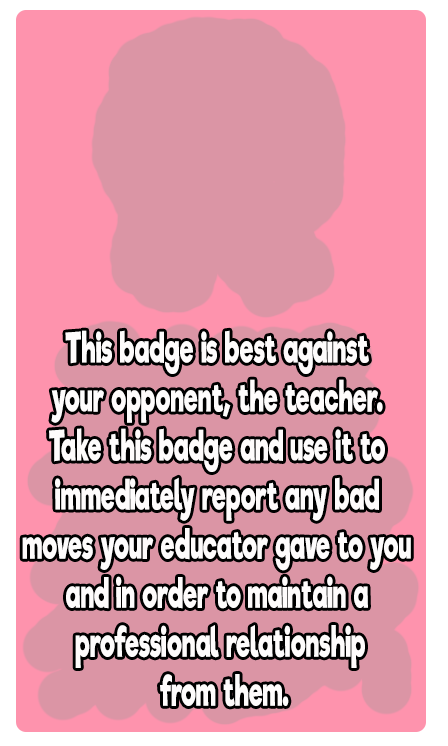 This badge is best against
your opponent, the teacher.
Take this badge and use it to
immediately report any bad
moves your educator gave to you
and in order to maintain a
professional relationship
from them.